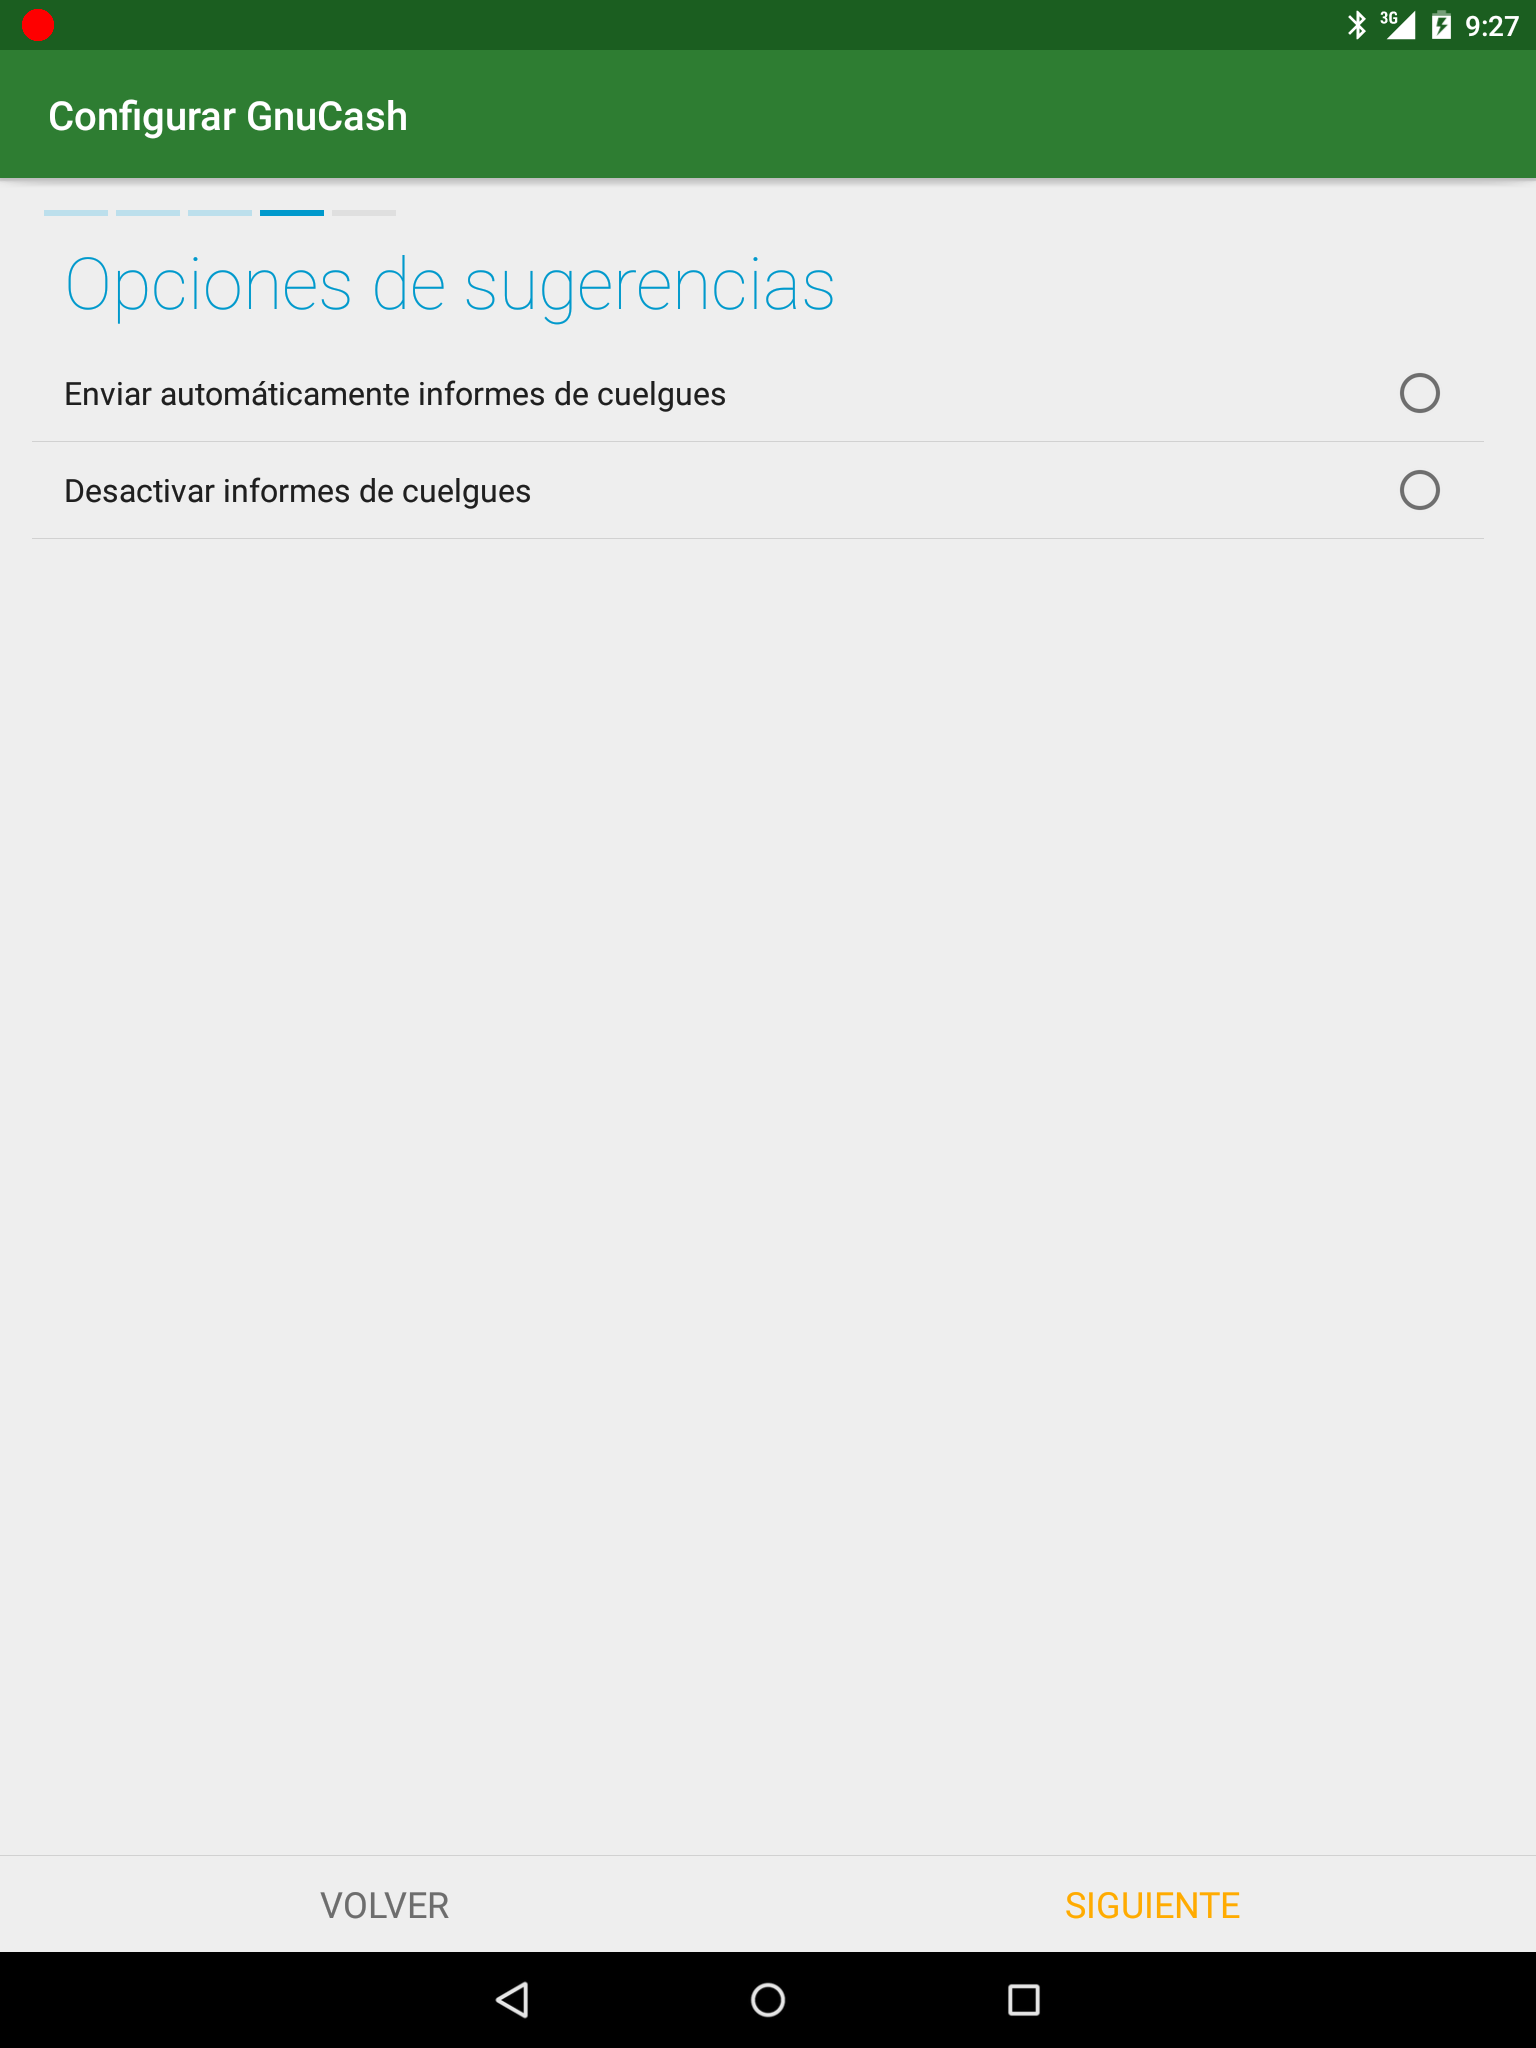 3G 9:27
Configurar GnuCash
Opciones de sugerencias
Enviar automáticamente informes de cuelgues
Desactivar informes de cuelgues
VOLVER SIGUIENTE